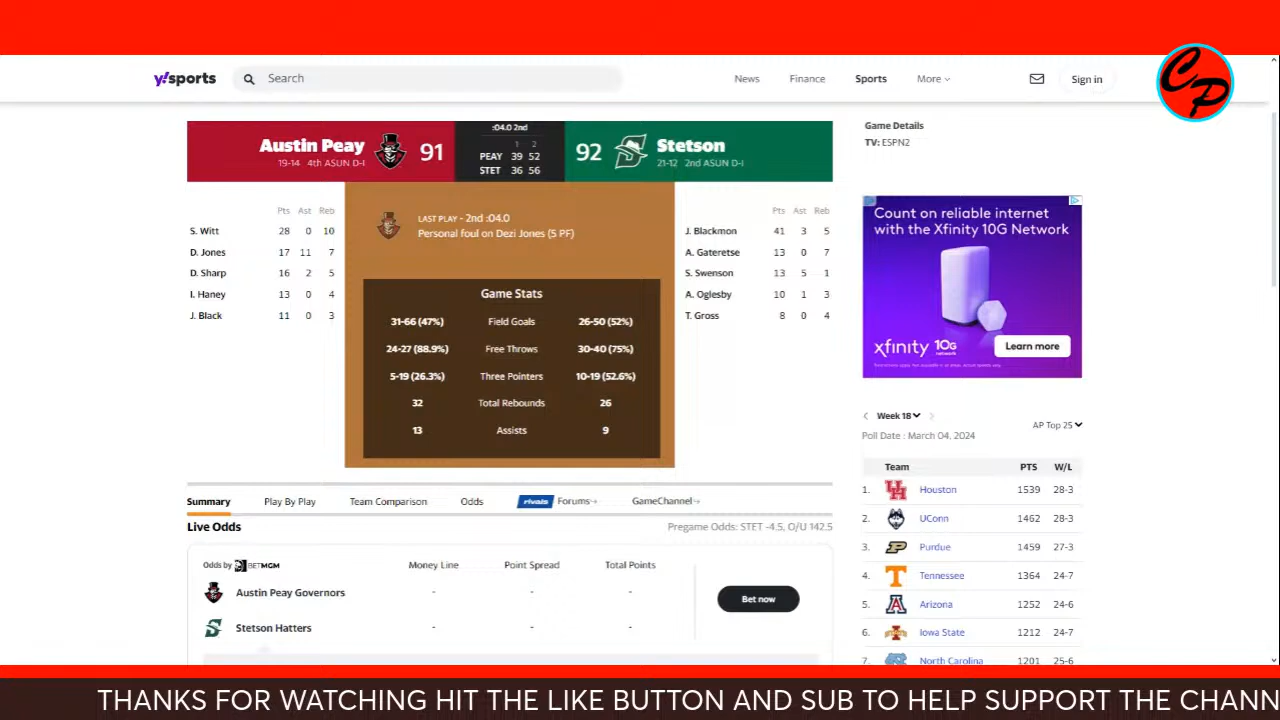 y!sports
Search
News Finance Sports More
Sign in
CP
Austin Peay
19-14 4th ASUN D-I
91
:04.0 2nd
1 2
PEAY 39 52
STET 36 56
92
Stetson
21-12 2nd ASUN D-I
Game Details
TV: ESPN2
Pts Ast Reb
S. Witt 28 0 10
D. Jones 17 11 7
D. Sharp 16 2 5
I. Haney 13 0 4
J. Black 11 0 3
LAST PLAY - 2nd :04.0
Personal foul on Dezi Jones (5 PF)
Game Stats
31-66 (47%) Field Goals 26-50 (52%)
24-27 (88.9%) Free Throws 30-40 (75%)
5-19 (26.3%) Three Pointers 10-19 (52.6%)
32 Total Rebounds 26
13 Assists 9
Pts Ast Reb
J. Blackmon 41 3 5
A. Gateretse 13 0 7
S. Swenson 13 5 1
A. Oglesby 10 1 3
T. Gross 8 0 4
Count on reliable internet
with the Xfinity 10G Network
xfinity 10G
network
Learn more
Week 18
AP Top 25
Poll Date : March 04, 2024
Team PTS W/L
1. Houston 1539 28-3
2. UConn 1462 28-3
3. Purdue 1459 27-3
4. Tennessee 1364 24-7
5. Arizona 1252 24-6
6. Iowa State 1212 24-7
7. North Carolina 1201 25-6
Summary Play By Play Team Comparison Odds rivals Forums GameChannel
Live Odds
Pregame Odds: STET -4.5, O/U 142.5
Odds by BETMGM Money Line Point Spread Total Points
Austin Peay Governors - - -
Stetson Hatters - - -
Bet now
THANKS FOR WATCHING HIT THE LIKE BUTTON AND SUB TO HELP SUPPORT THE CHANN